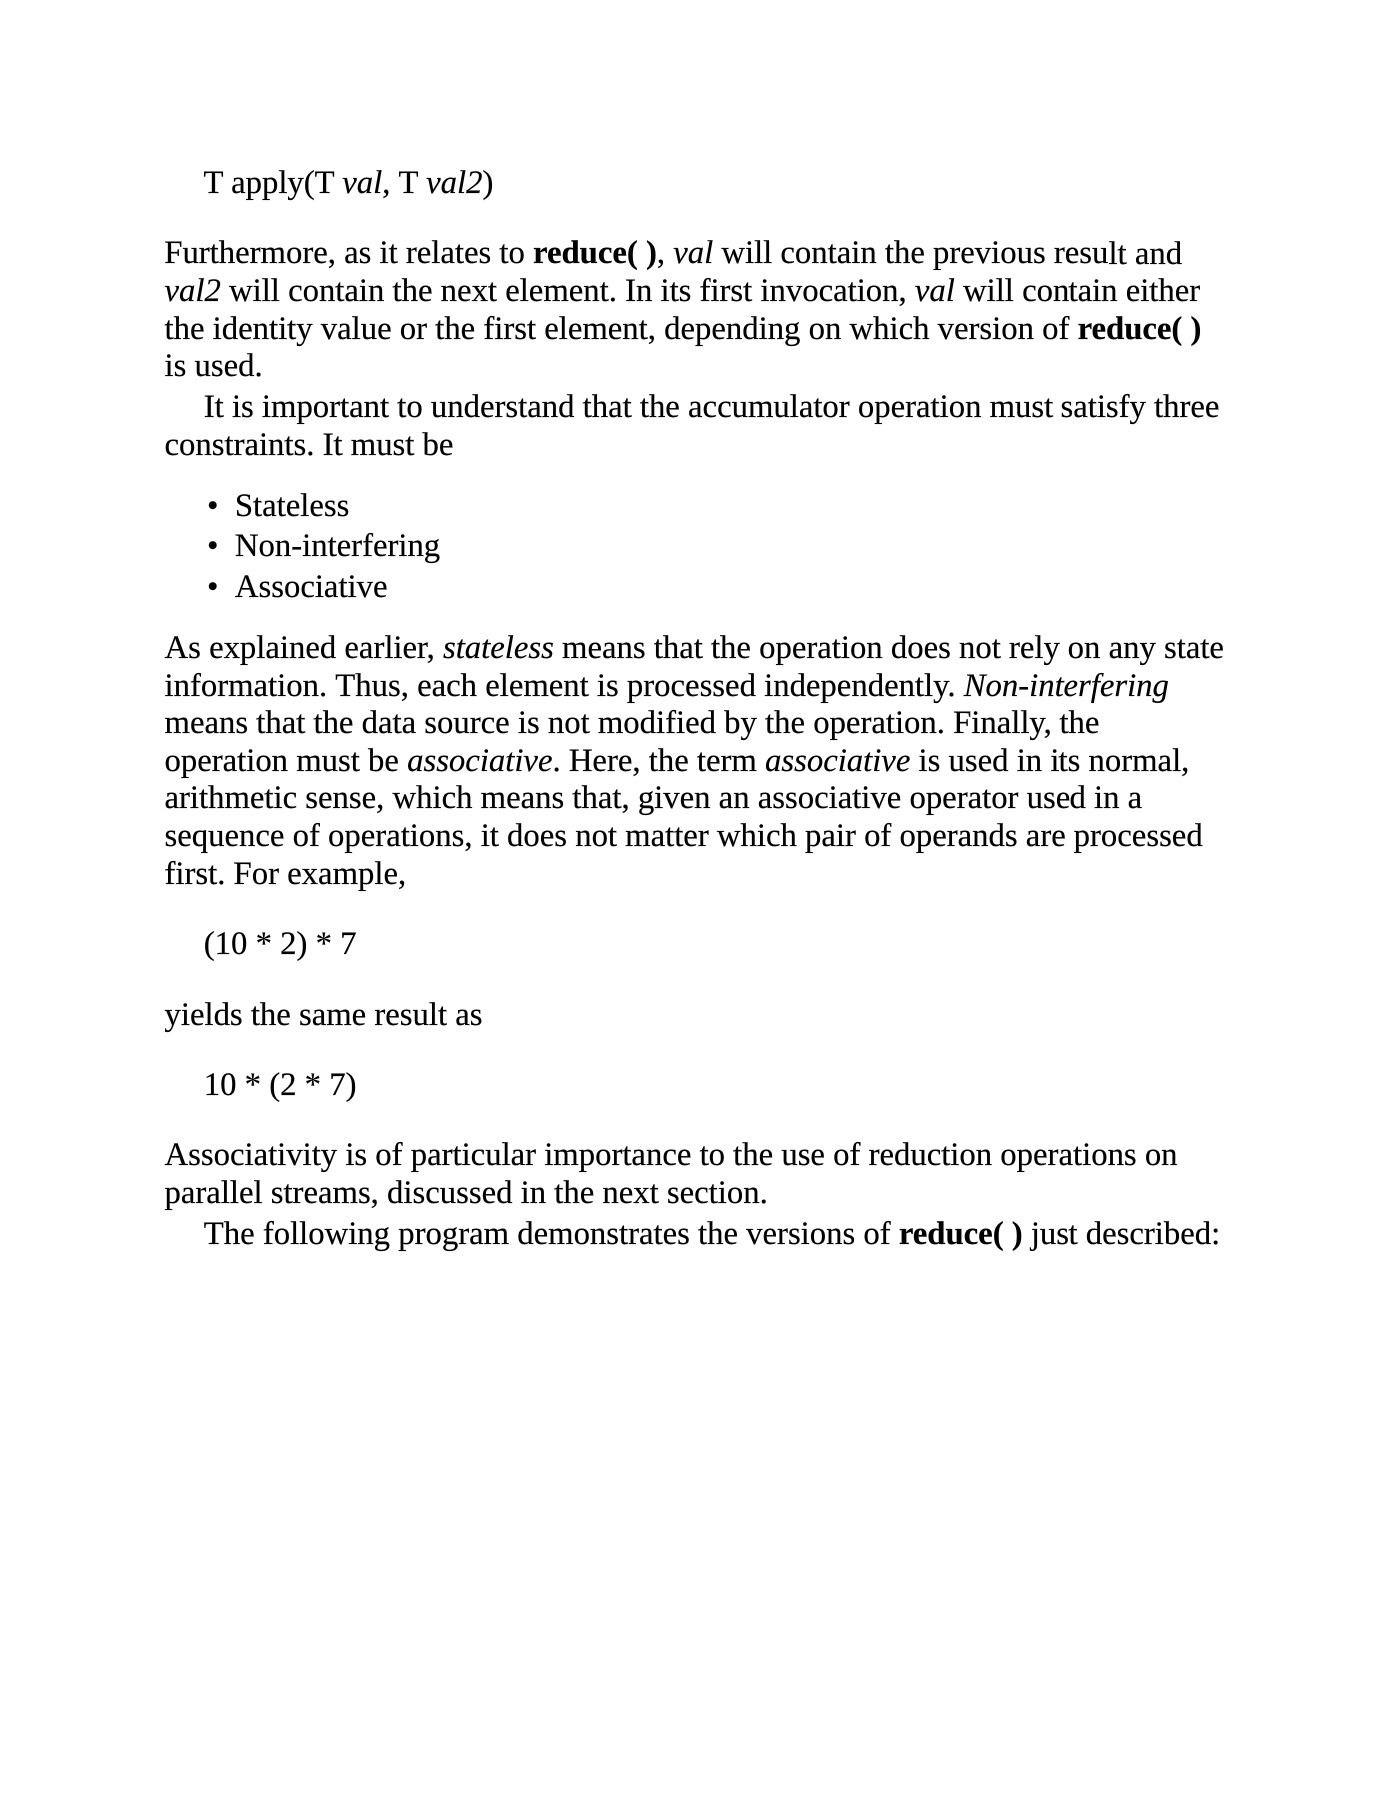 T apply(T val, T val2)
Furthermore, as it relates to reduce( ), val will contain the previous result and
val2 will contain the next element. In its first invocation, val will contain either
the identity value or the first element, depending on which version of reduce( )
is used.
It is important to understand that the accumulator operation must satisfy three
constraints. It must be
• Stateless
• Non-interfering
• Associative
As explained earlier, stateless means that the operation does not rely on any state
information. Thus, each element is processed independently. Non-interfering
means that the data source is not modified by the operation. Finally, the
operation must be associative. Here, the term associative is used in its normal,
arithmetic sense, which means that, given an associative operator used in a
sequence of operations, it does not matter which pair of operands are processed
first. For example,
(10 * 2) * 7
yields the same result as
10 * (2 * 7)
Associativity is of particular importance to the use of reduction operations on
parallel streams, discussed in the next section.
The following program demonstrates the versions of reduce( ) just described: